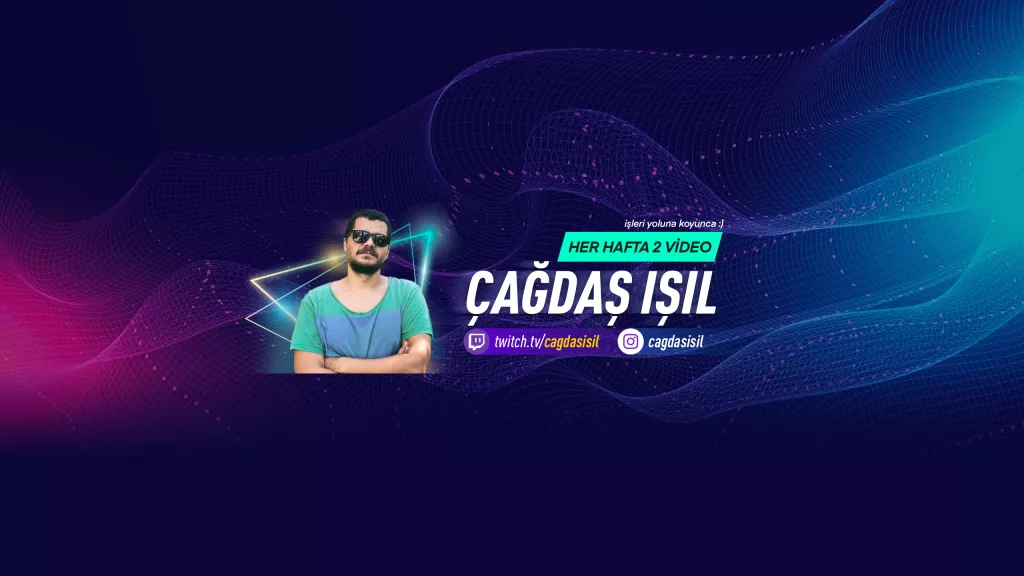 işleri yoluna koyunca :)
HER HAFTA 2 VİDEO
ÇAĞDAŞ IŞIL
twitch.tv/cagdasisil cagdasisil